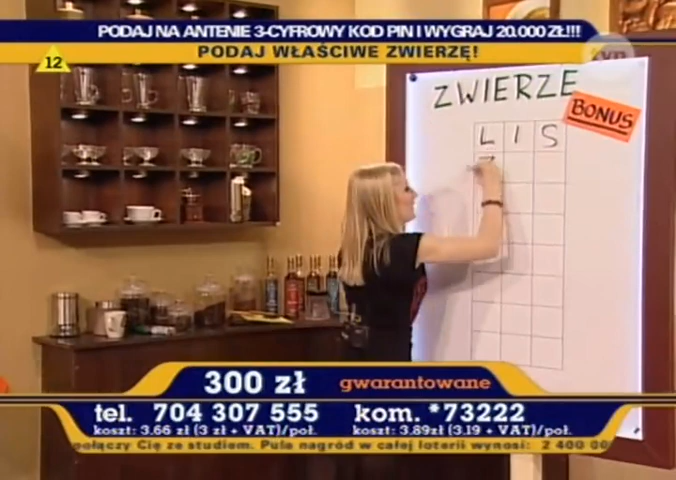 PODAJ NA ANTENIE 3-CYFROWY KOD PIN I WYGRAJ 20.000 ZŁ!!!
PODAJ WŁAŚCIWE ZWIERZĘ!
12
ZWIERZE
BONUS
LIS
300 zł gwarantowane
tel. 704 307 555
koszt: 3.66 zł (3 zł + VAT)/poł.
kom. *73222
koszt: 3.89zł (3.19 + VAT)/poł.
połączy Cię ze studiem. Pula nagród w całej loterii wynosi: 2 400 00